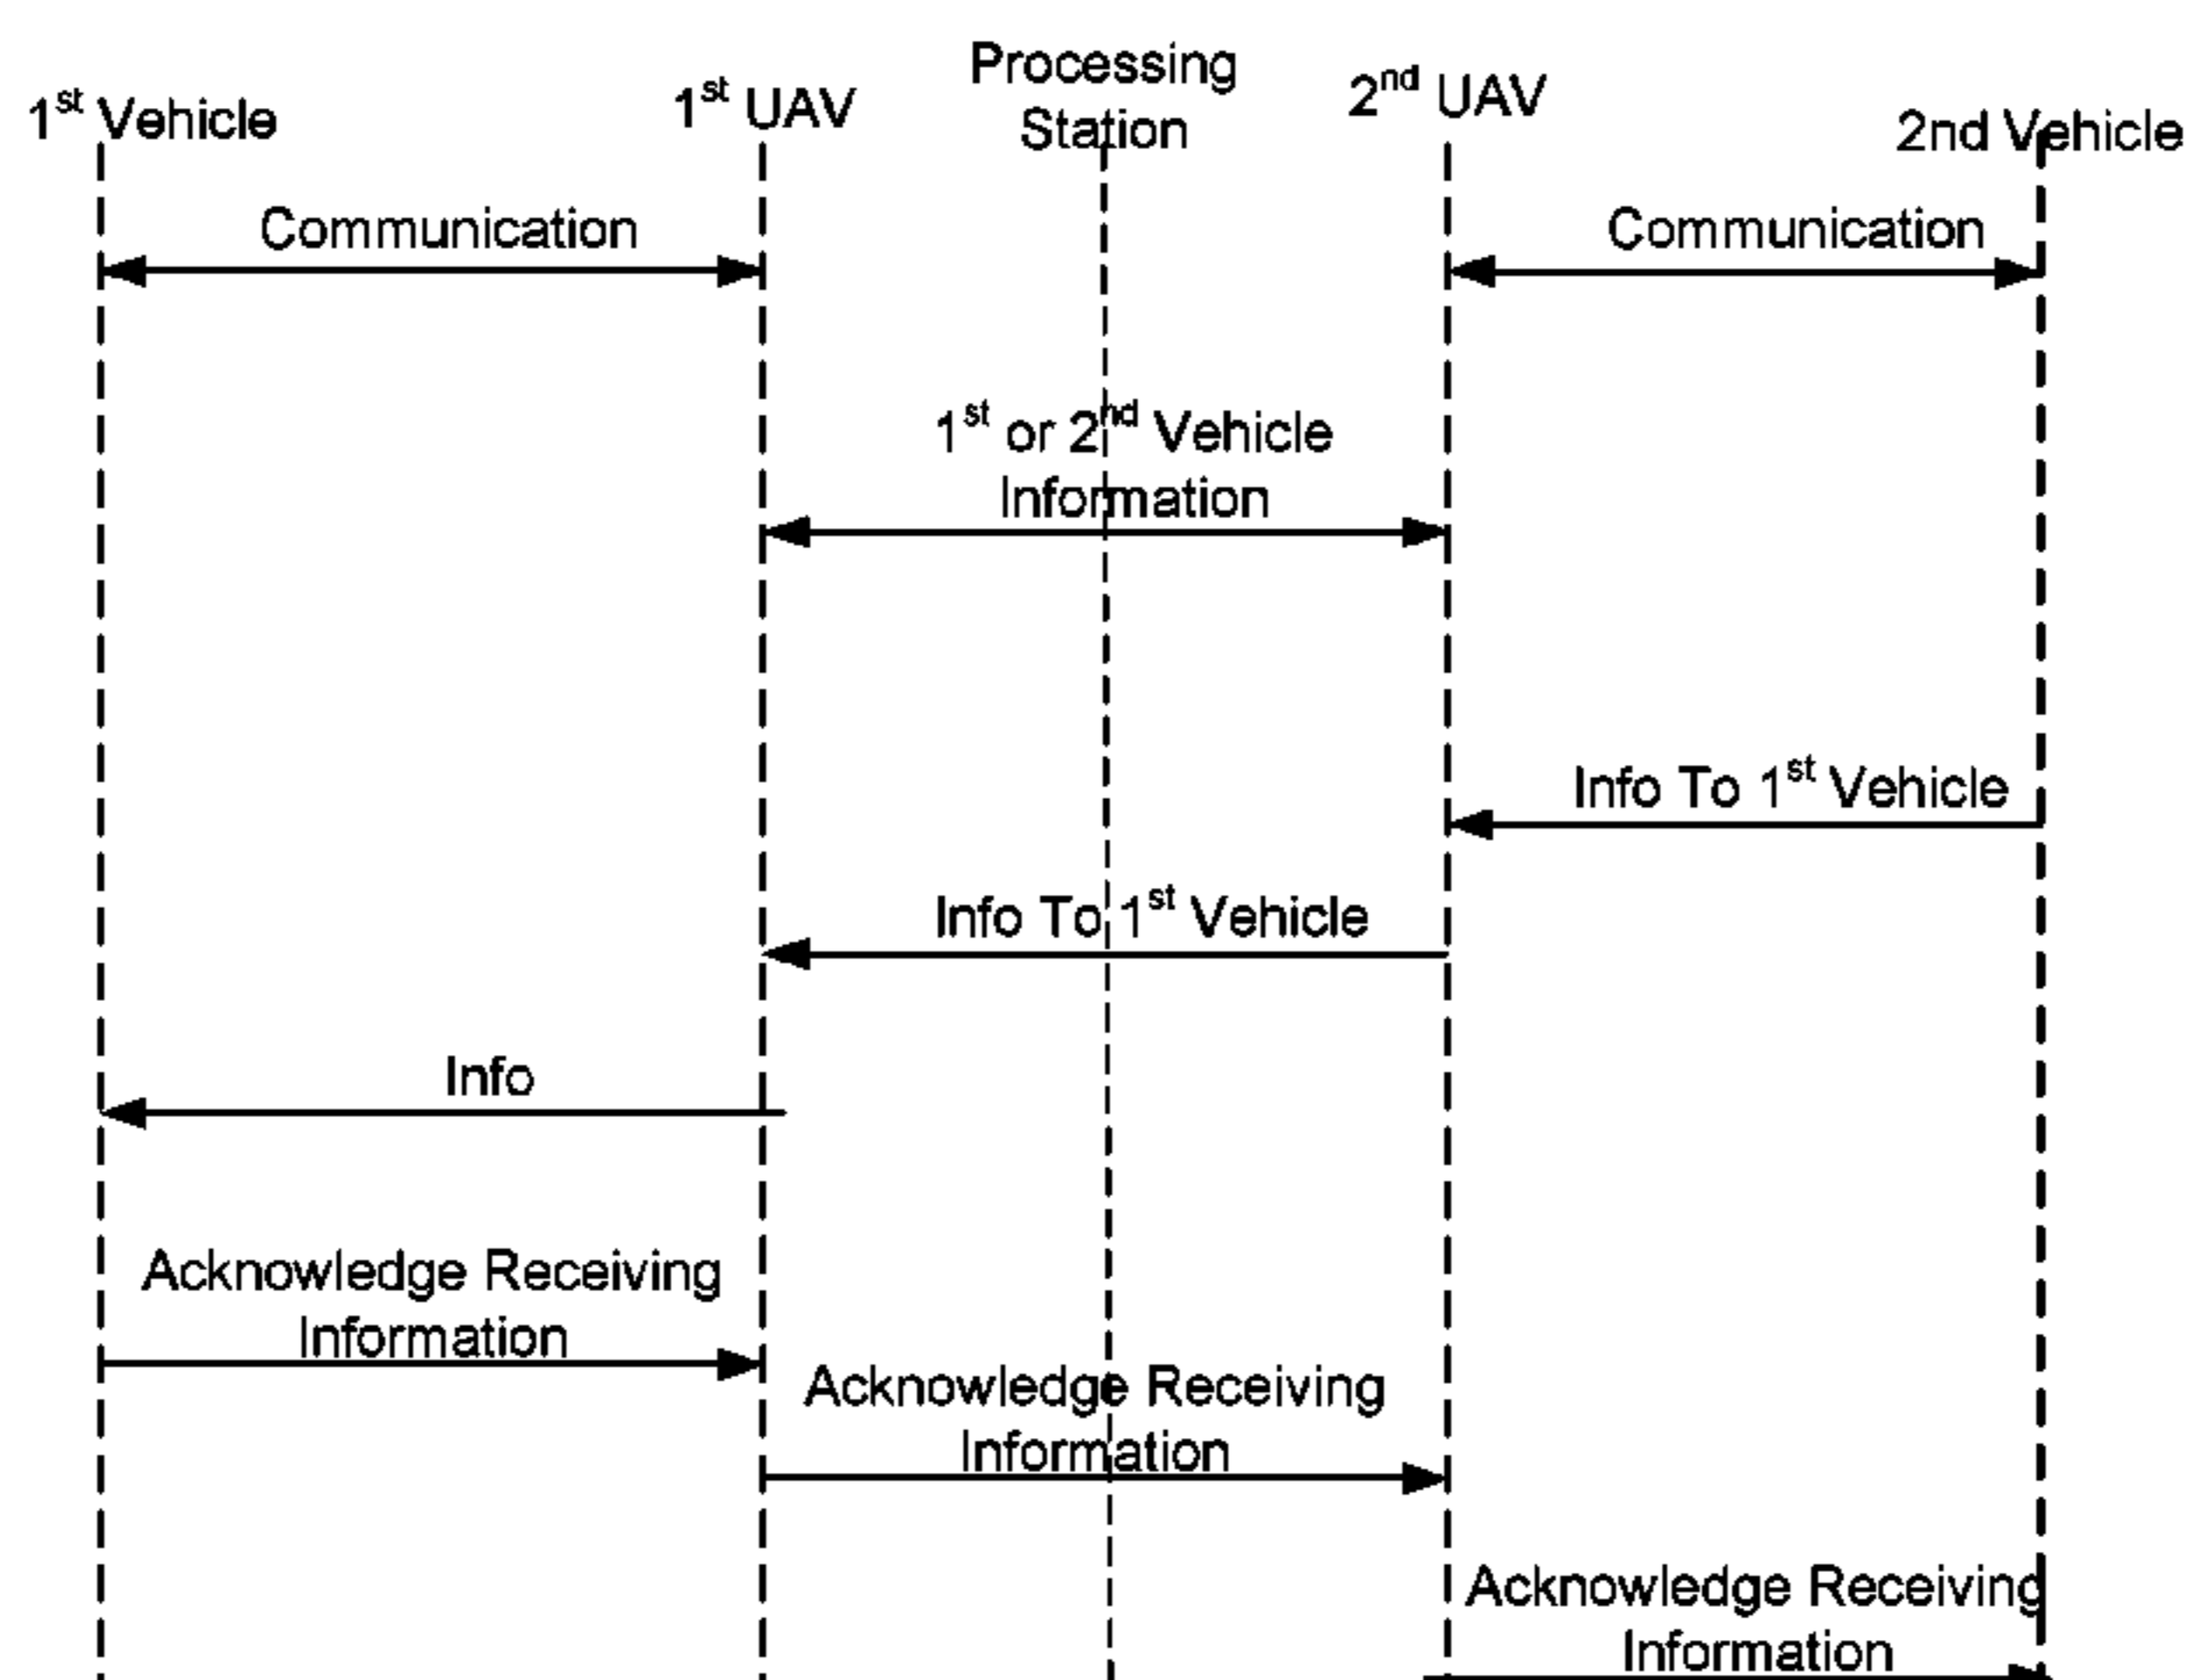 1st Vehicle
1st UAV
Processing
Station
2nd UAV
2nd Vehicle
Communication
Communication
1st or 2nd Vehicle
Information
Info To 1st Vehicle
Info To 1st Vehicle
Info
Acknowledge Receiving
Information
Acknowledge Receiving
Information
Acknowledge Receiving
Information